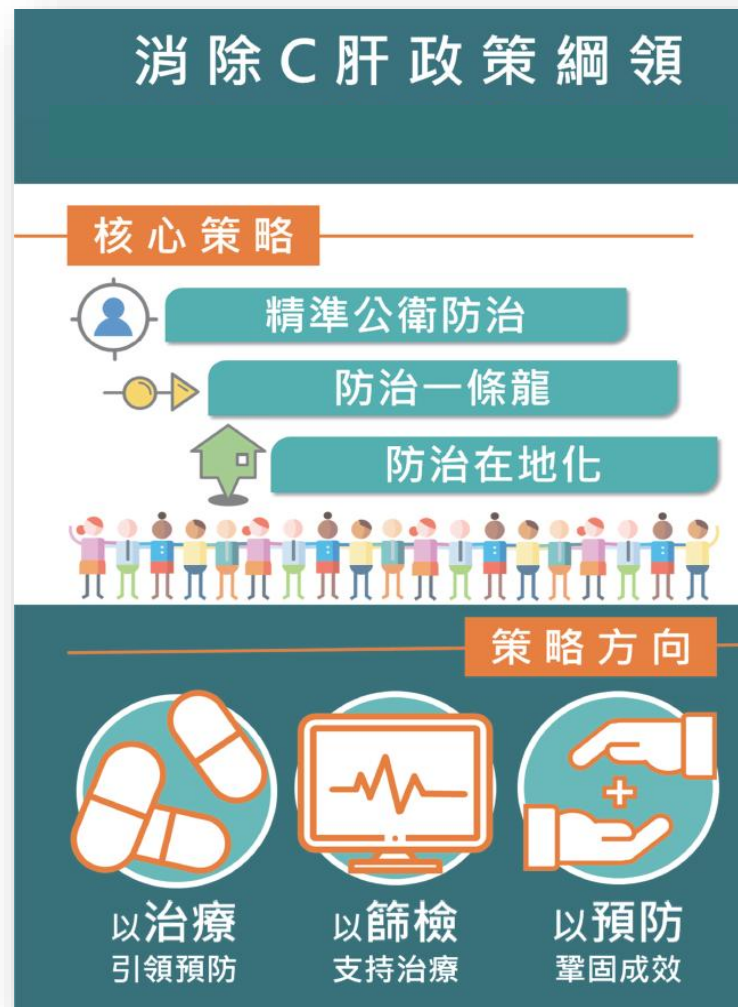 消除C肝政策綱領
核心策略
精準公衛防治
防治一條龍
防治在地化
策略方向
以治療
引領預防
以篩檢
支持治療
以預防
鞏固成效